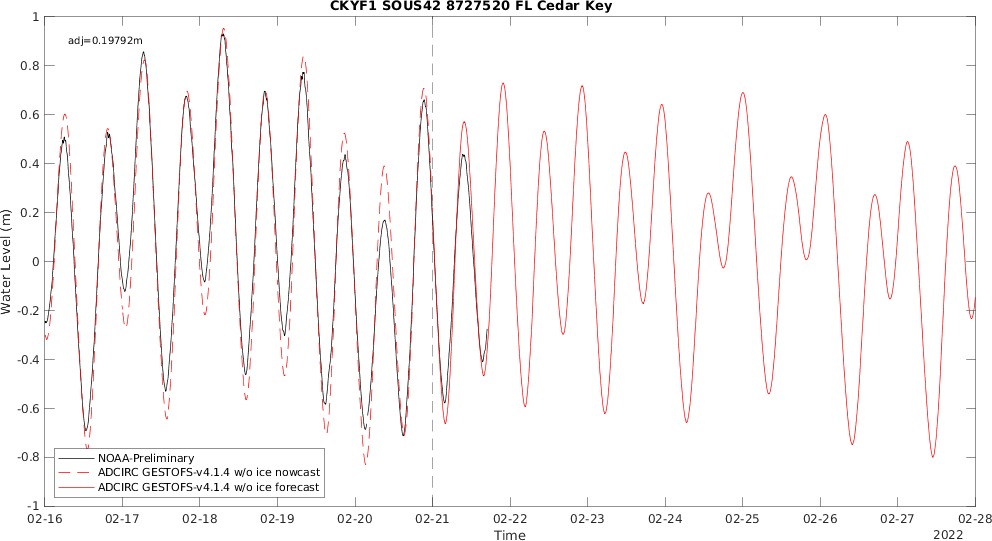 CKYF1 SOUS42 8727520 FL Cedar Key
adj=0.19792m
1
0.8
0.6
0.4
0.2
0
-0.2
-0.4
-0.6
-0.8
-1
Water Level (m)
NOAA-Preliminary
ADCIRC GESTOFS-v4.1.4 w/o ice nowcast
ADCIRC GESTOFS-v4.1.4 w/o ice forecast
02-16 02-17 02-18 02-19 02-20 02-21 02-22 02-23 02-24 02-25 02-26 02-27 02-28
Time
2022